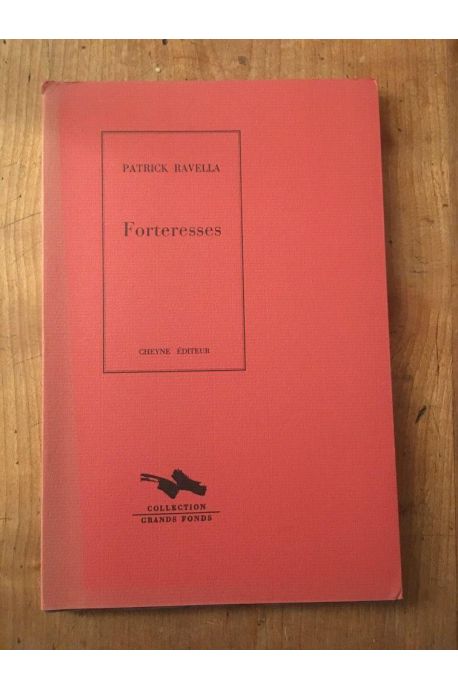 PATRICK RAVELLA
Forteresses
CHEYNE ÉDITEUR
COLLECTION
GRANDS FONDS